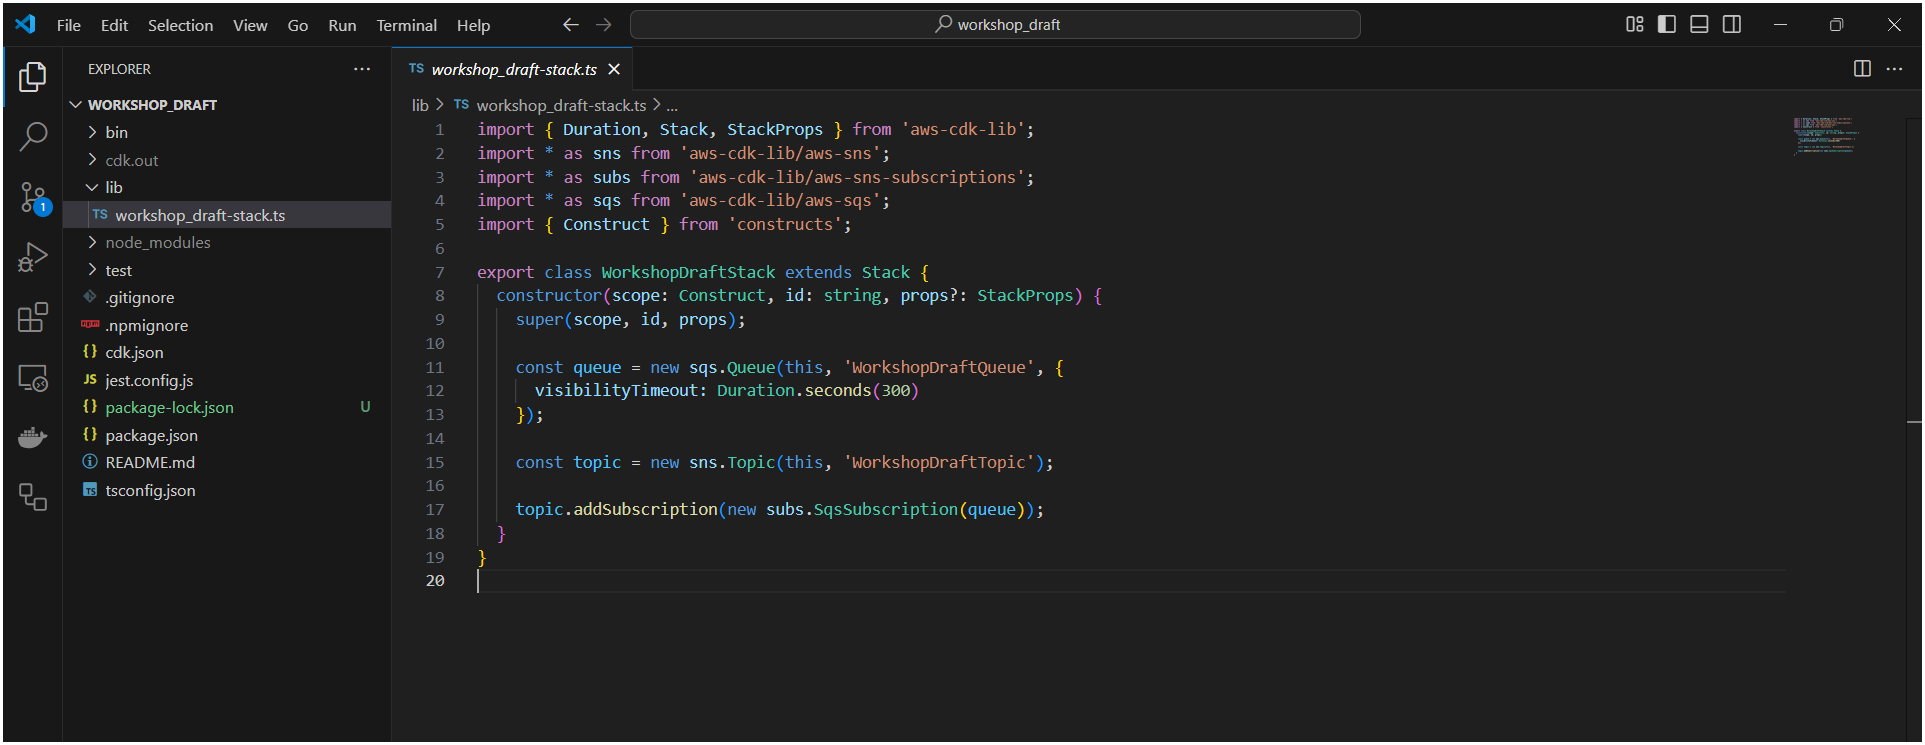 File Edit Selection View Go Run Terminal Help
workshop_draft
EXPLORER
WORKSHOP_DRAFT
bin
cdk.out
lib
TS workshop_draft-stack.ts
node_modules
test
.gitignore
npm .npmignore
{} cdk.json
JS jest.config.js
{} package-lock.json U
{} package.json
README.md
TS tsconfig.json
1
TS workshop_draft-stack.ts
lib > TS workshop_draft-stack.ts > ...
1 import { Duration, Stack, StackProps } from 'aws-cdk-lib';
2 import * as sns from 'aws-cdk-lib/aws-sns';
3 import * as subs from 'aws-cdk-lib/aws-sns-subscriptions';
4 import * as sqs from 'aws-cdk-lib/aws-sqs';
5 import { Construct } from 'constructs';
6
7 export class WorkshopDraftStack extends Stack {
8 constructor(scope: Construct, id: string, props?: StackProps) {
9 super(scope, id, props);
10
11 const queue = new sqs.Queue(this, 'WorkshopDraftQueue', {
12 visibilityTimeout: Duration.seconds(300)
13 });
14
15 const topic = new sns.Topic(this, 'WorkshopDraftTopic');
16
17 topic.addSubscription(new subs.SqsSubscription(queue));
18 }
19 }
20